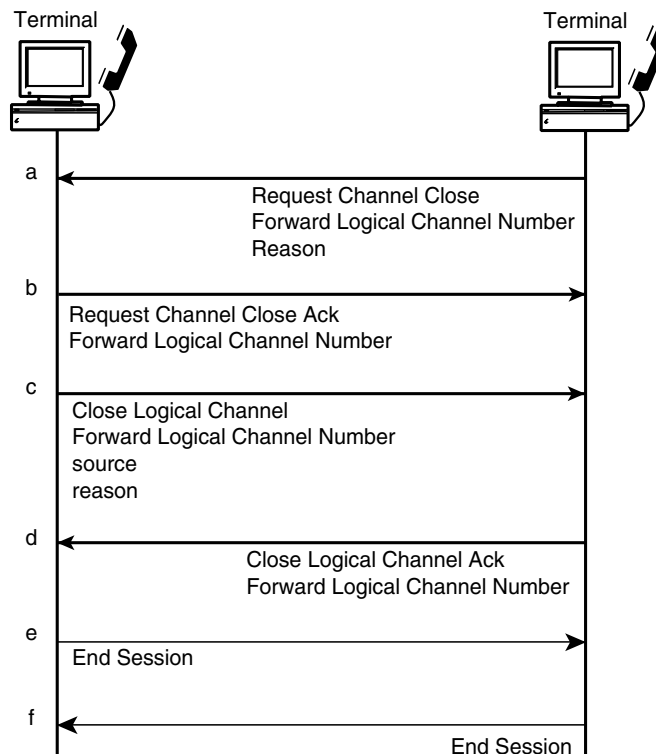 Terminal
Terminal
a
Request Channel Close
Forward Logical Channel Number
Reason
b
Request Channel Close Ack
Forward Logical Channel Number
c
Close Logical Channel
Forward Logical Channel Number
source
reason
d
Close Logical Channel Ack
Forward Logical Channel Number
e
End Session
f
End Session